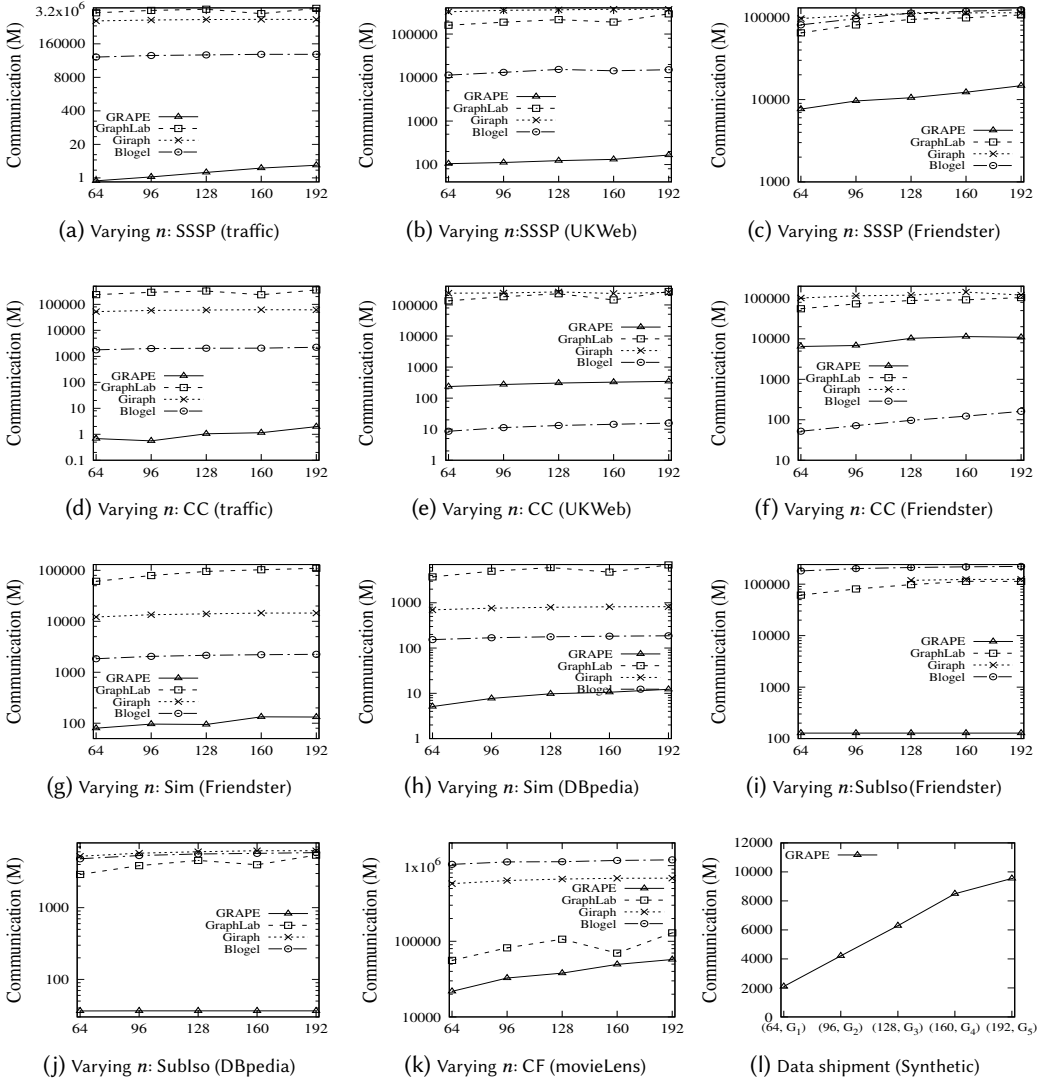 Communication (M)
3.2x10⁶
160000
8000
400
20
1
GRAPE
GraphLab
Giraph
Blogel
64 96 128 160 192
(a) Varying n: SSSP (traffic)
Communication (M)
100000
10000
1000
100
GRAPE
GraphLab
Giraph
Blogel
64 96 128 160 192
(b) Varying n:SSSP (UKWeb)
Communication (M)
100000
10000
1000
GRAPE
GraphLab
Giraph
Blogel
64 96 128 160 192
(c) Varying n: SSSP (Friendster)
Communication (M)
100000
10000
1000
100
10
1
0.1
GRAPE
GraphLab
Giraph
Blogel
64 96 128 160 192
(d) Varying n: CC (traffic)
Communication (M)
100000
10000
1000
100
10
1
GRAPE
GraphLab
Giraph
Blogel
64 96 128 160 192
(e) Varying n: CC (UKWeb)
Communication (M)
100000
10000
1000
100
10
GRAPE
GraphLab
Giraph
Blogel
64 96 128 160 192
(f) Varying n: CC (Friendster)
Communication (M)
100000
10000
1000
100
GRAPE
GraphLab
Giraph
Blogel
64 96 128 160 192
(g) Varying n: Sim (Friendster)
Communication (M)
1000
100
10
1
GRAPE
GraphLab
Giraph
Blogel
64 96 128 160 192
(h) Varying n: Sim (DBpedia)
Communication (M)
100000
10000
1000
100
GRAPE
GraphLab
Giraph
Blogel
64 96 128 160 192
(i) Varying n:SubIso(Friendster)
Communication (M)
1000
100
GRAPE
GraphLab
Giraph
Blogel
64 96 128 160 192
(j) Varying n: SubIso (DBpedia)
Communication (M)
1x10⁶
100000
10000
GRAPE
GraphLab
Giraph
Blogel
64 96 128 160 192
(k) Varying n: CF (movieLens)
Communication (M)
12000
10000
8000
6000
4000
2000
0
GRAPE
(64, G₁) (96, G₂) (128, G₃) (160, G₄) (192, G₅)
(l) Data shipment (Synthetic)